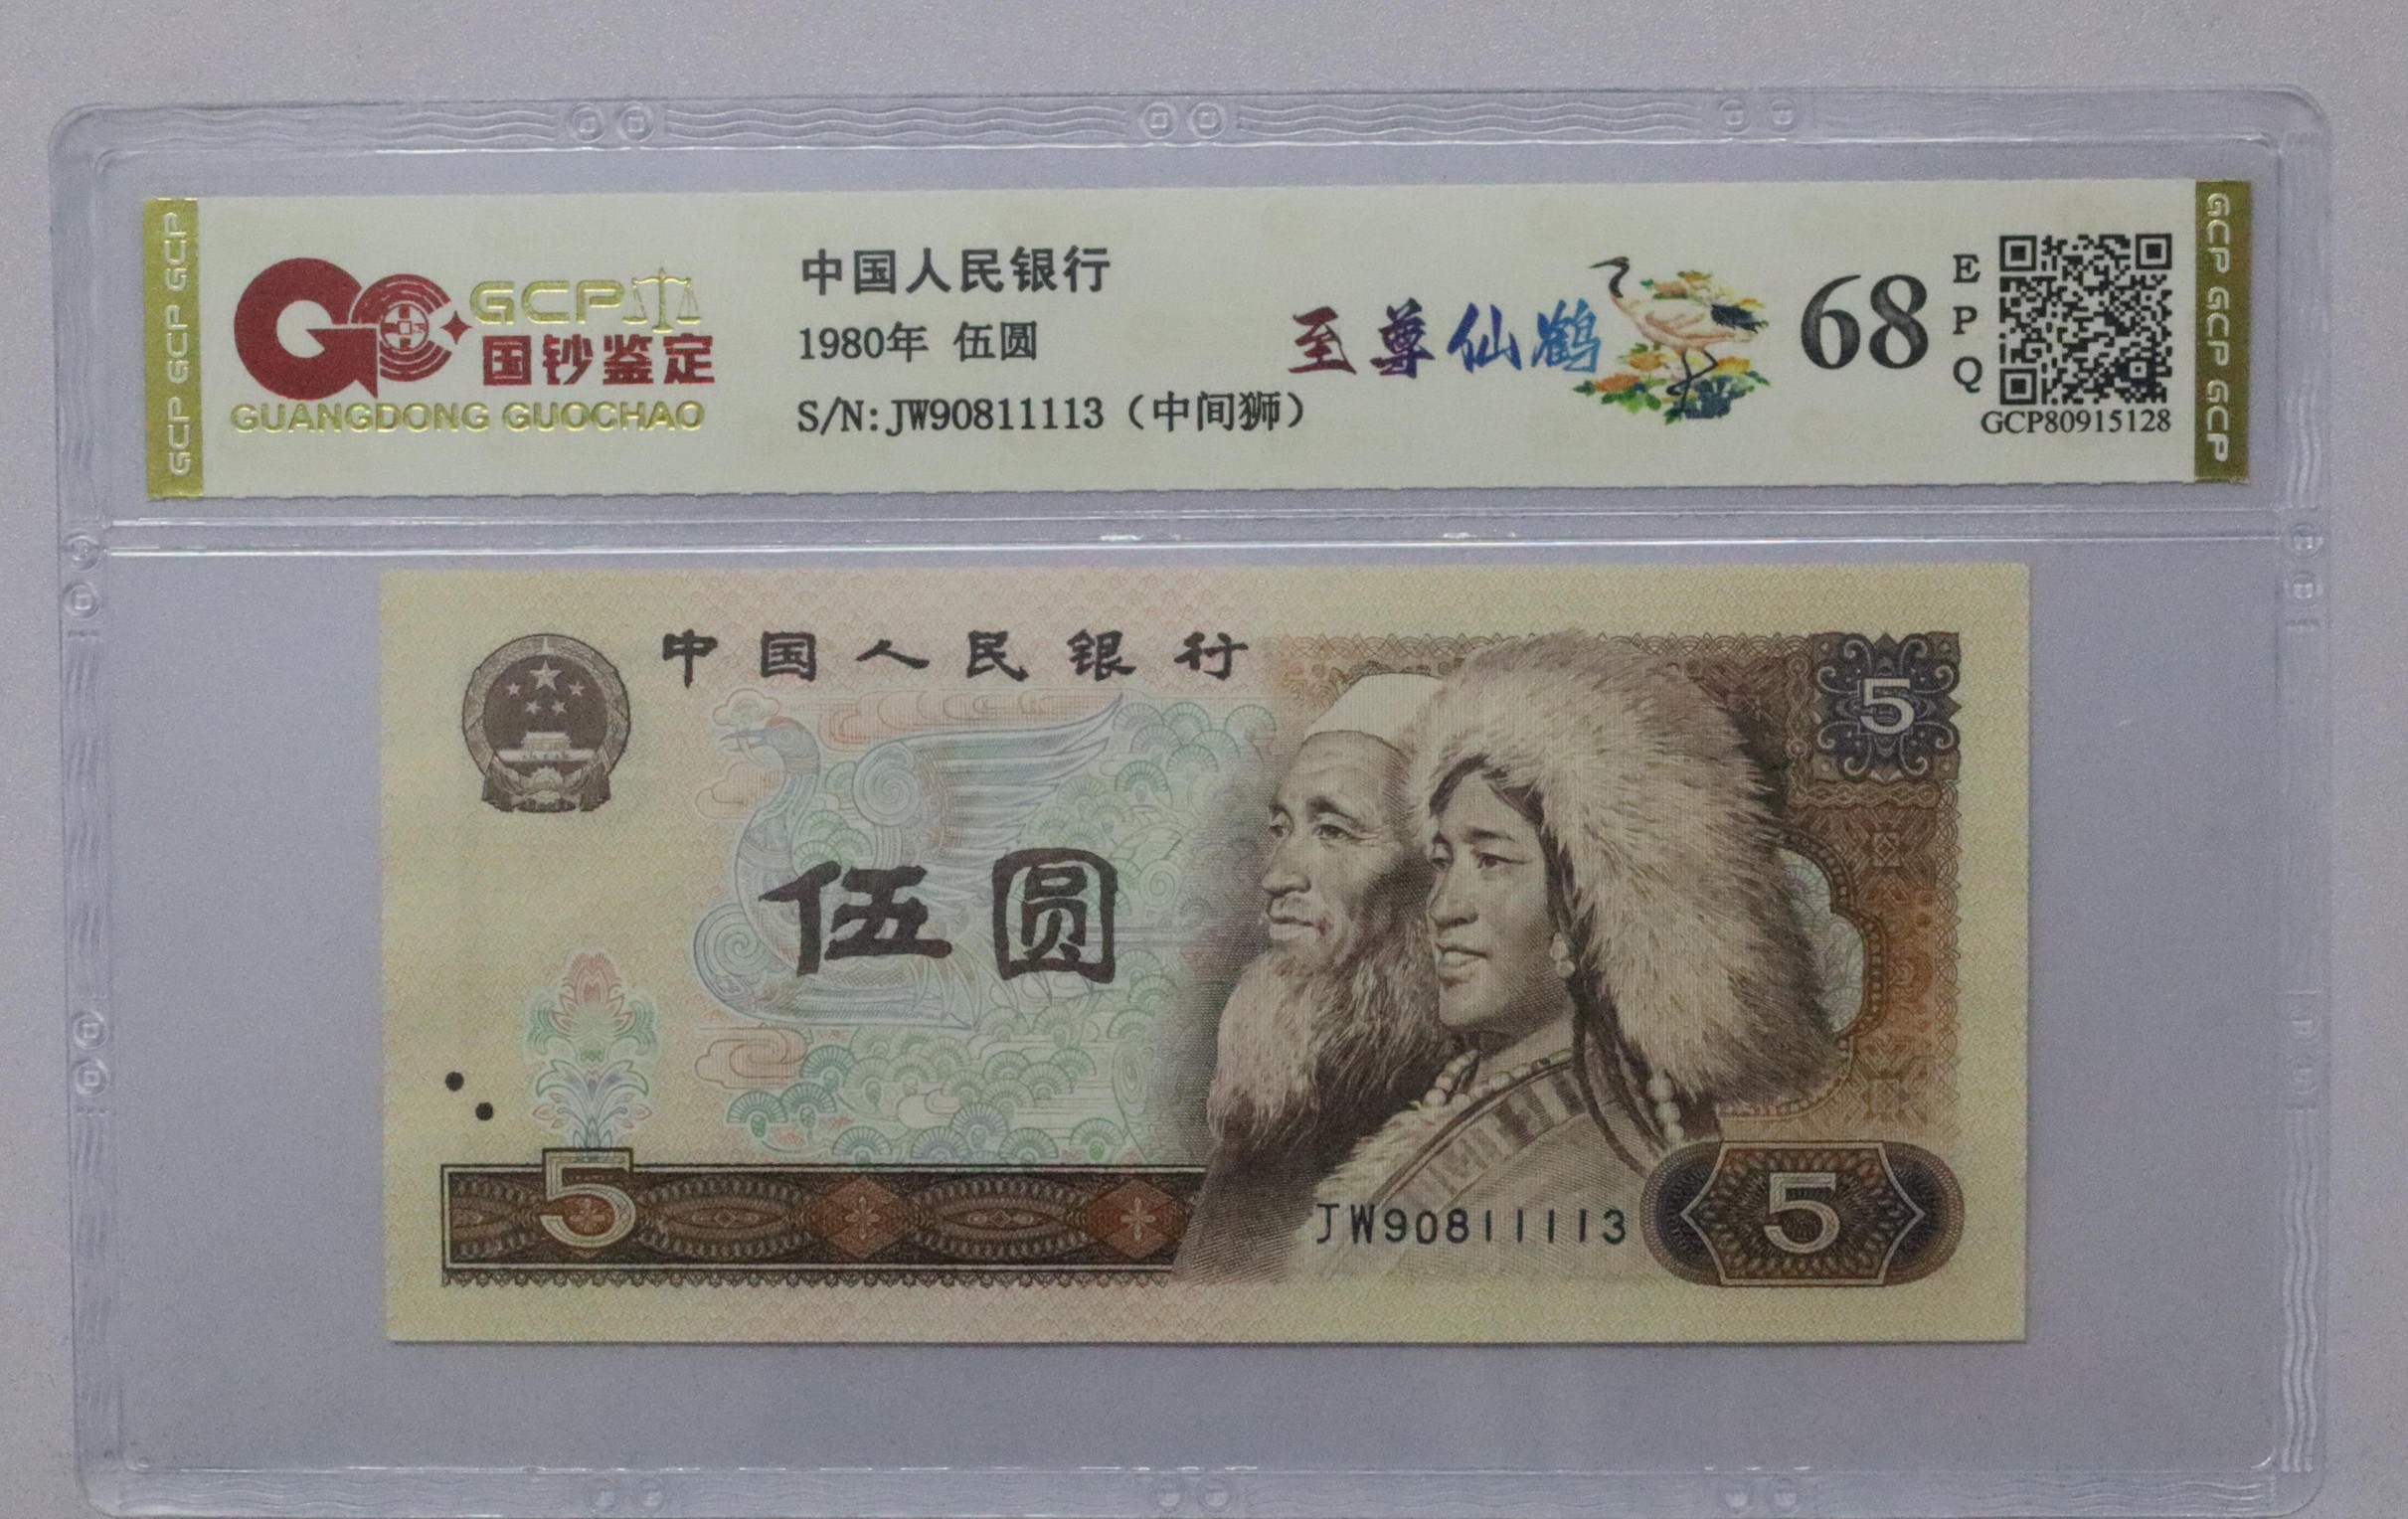 GCP GCP GCP
GCP
国钞鉴定
GUANGDONG GUOCHAO
中国人民银行
1980年 伍圆
S/N:JW90811113（中间狮）
至尊仙鹤
68
EPQ
GCP80915128
GCP GCP GCP
中国人民银行
5
伍圆
5
JW90811113
5